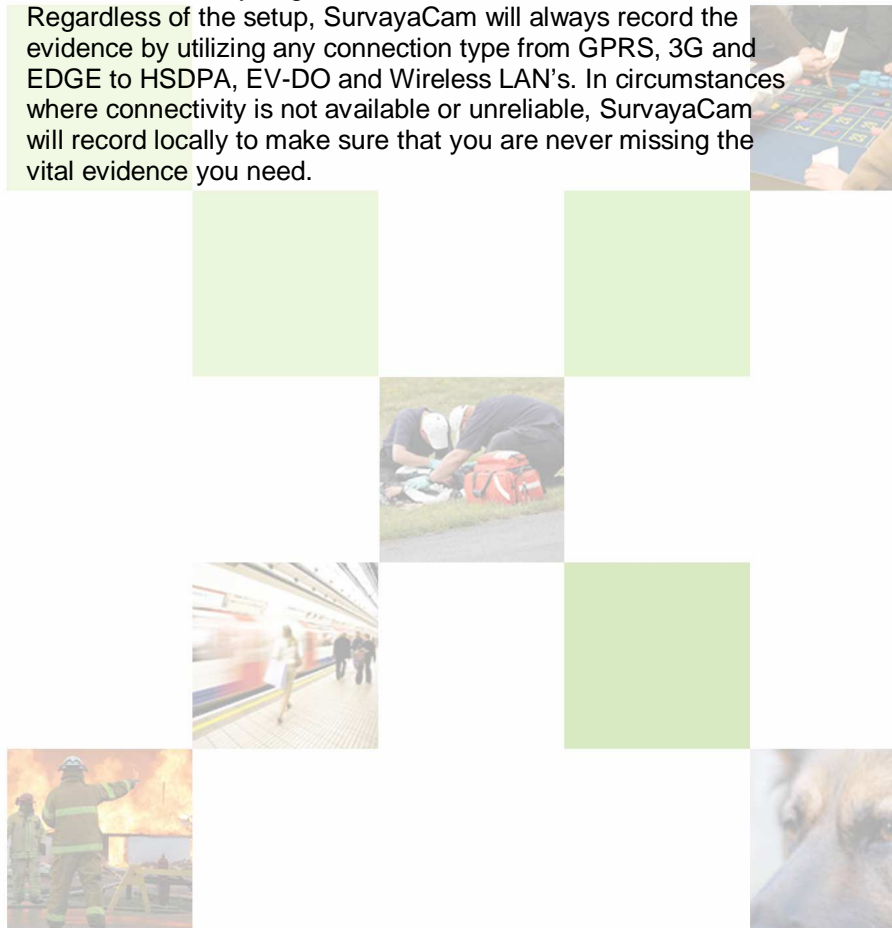 Regardless of the setup, SurvayaCam will always record the
evidence by utilizing any connection type from GPRS, 3G and
EDGE to HSDPA, EV-DO and Wireless LAN's. In circumstances
where connectivity is not available or unreliable, SurvayaCam
will record locally to make sure that you are never missing the
vital evidence you need.